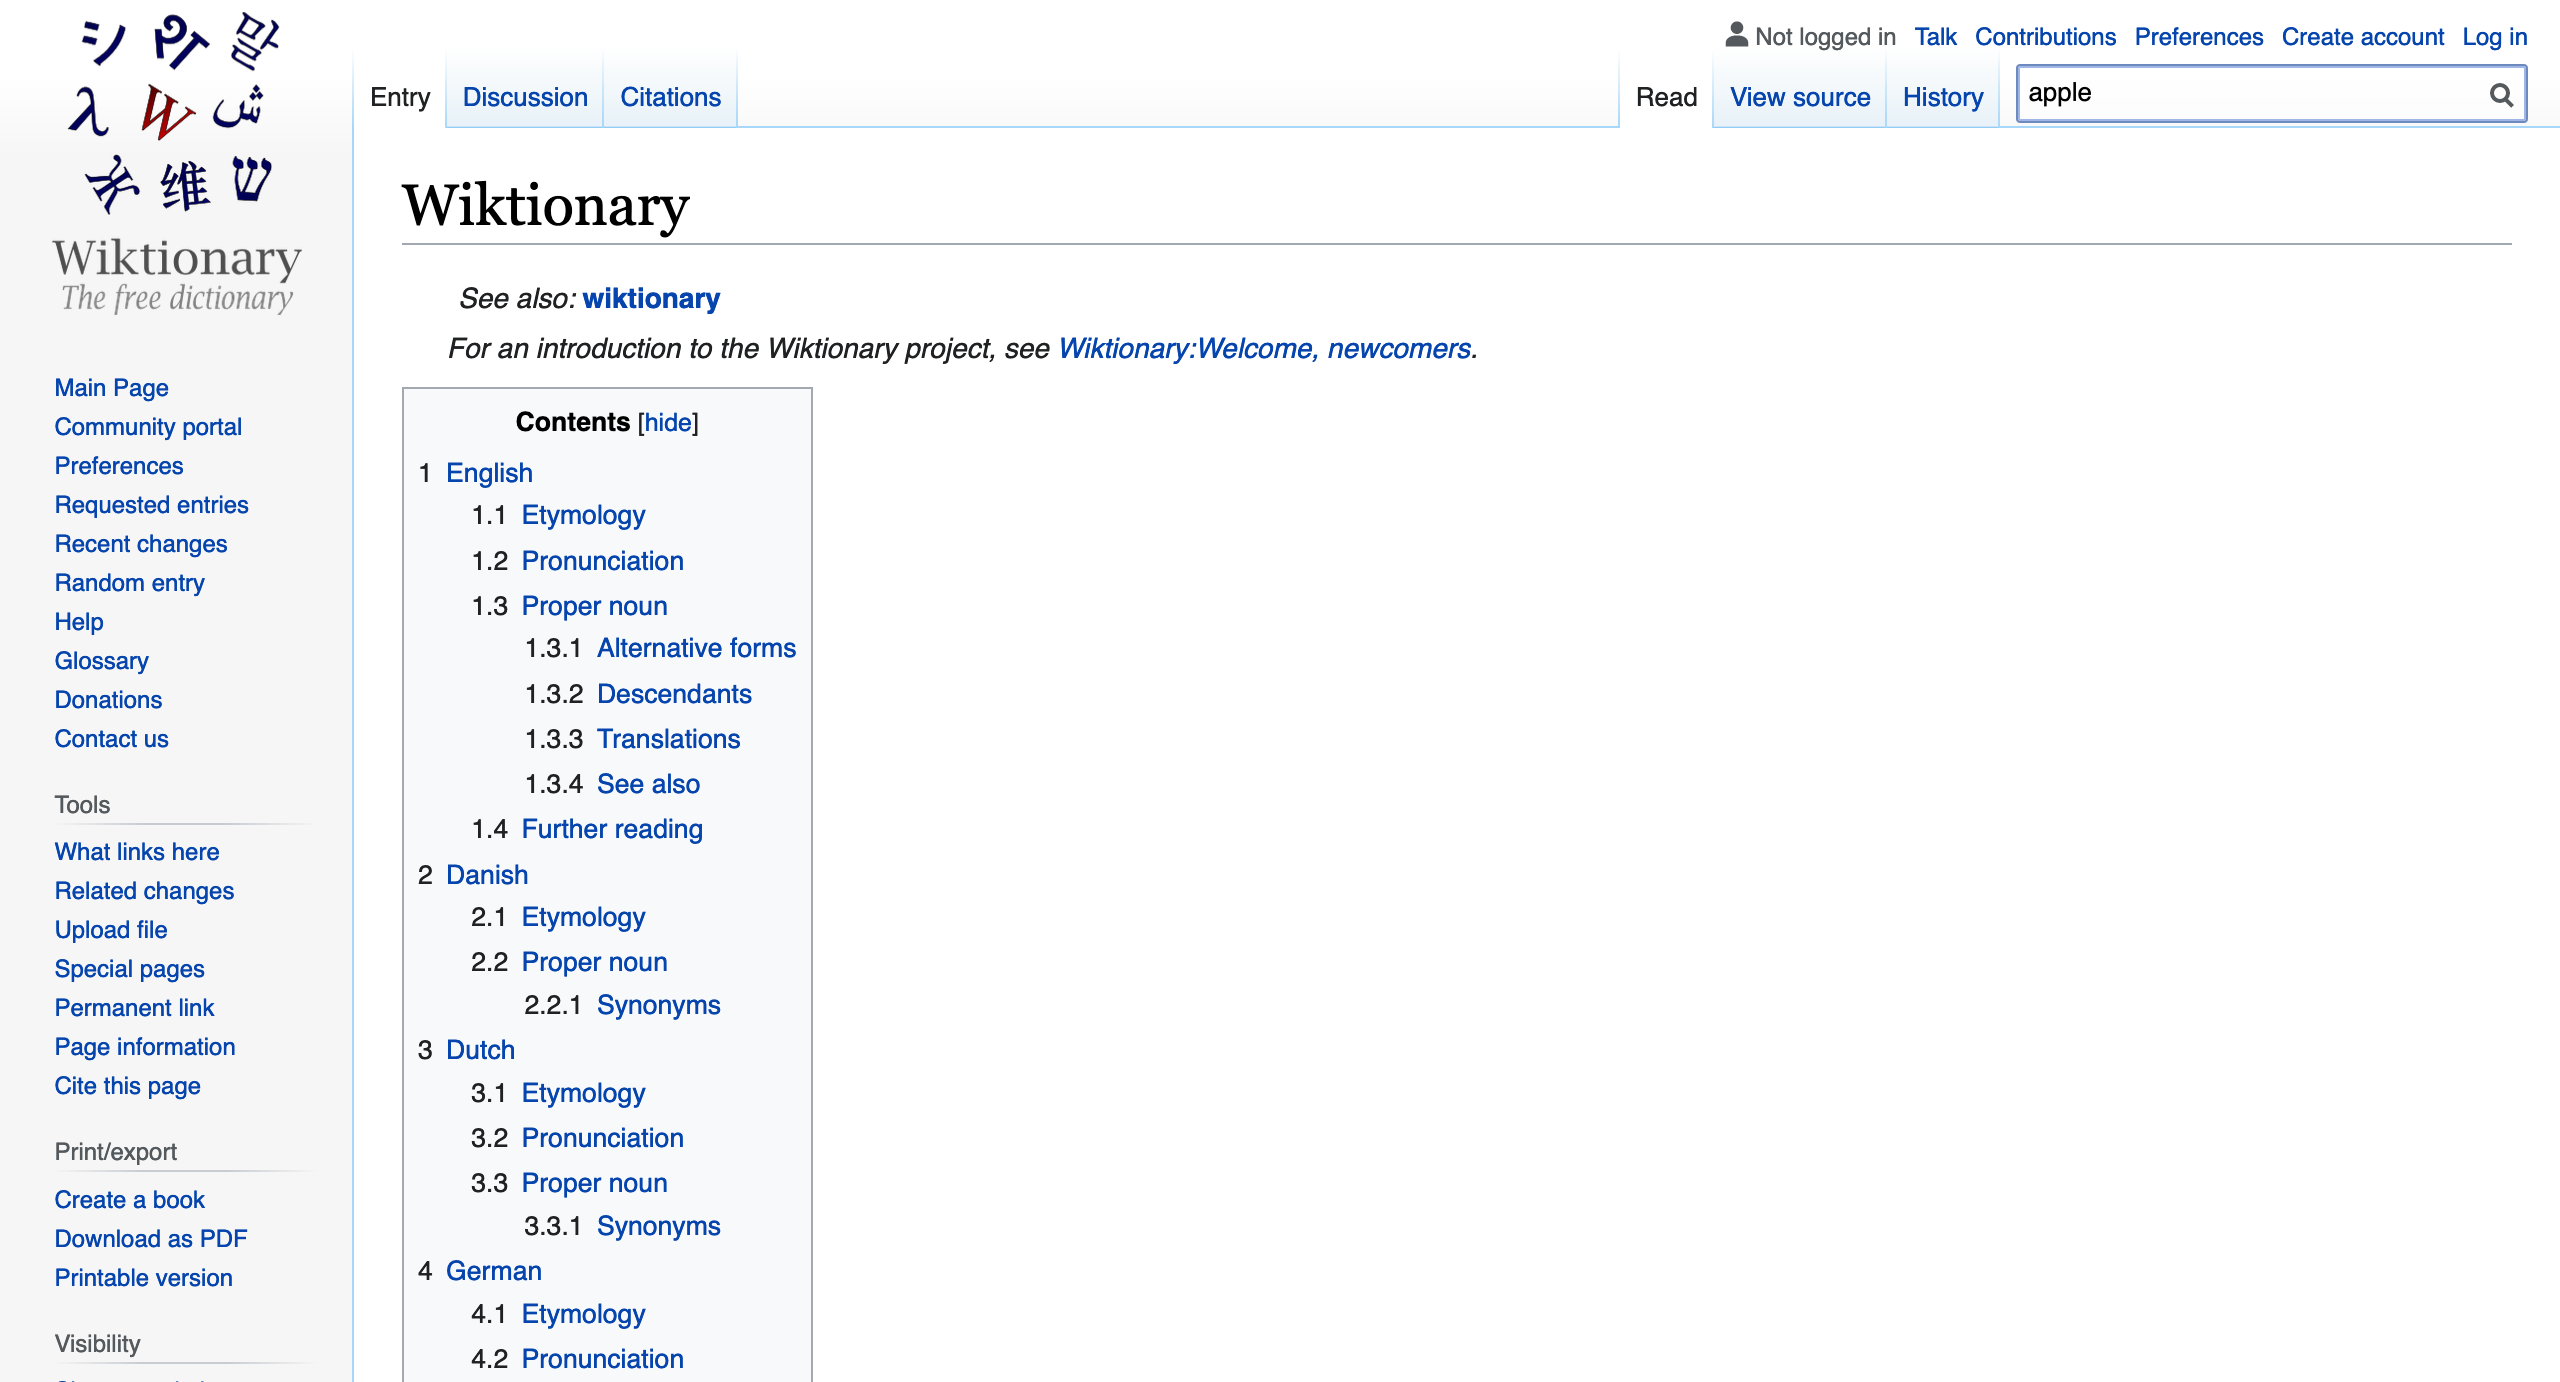 Not logged in Talk Contributions Preferences Create account Log in
Entry Discussion Citations Read View source History apple
シ 말
λ W ش
维 ש
Wiktionary
The free dictionary
Main Page
Community portal
Preferences
Requested entries
Recent changes
Random entry
Help
Glossary
Donations
Contact us
Tools
What links here
Related changes
Upload file
Special pages
Permanent link
Page information
Cite this page
Print/export
Create a book
Download as PDF
Printable version
Visibility
Wiktionary
See also: wiktionary
For an introduction to the Wiktionary project, see Wiktionary:Welcome, newcomers.
Contents [hide]
1 English
1.1 Etymology
1.2 Pronunciation
1.3 Proper noun
1.3.1 Alternative forms
1.3.2 Descendants
1.3.3 Translations
1.3.4 See also
1.4 Further reading
2 Danish
2.1 Etymology
2.2 Proper noun
2.2.1 Synonyms
3 Dutch
3.1 Etymology
3.2 Pronunciation
3.3 Proper noun
3.3.1 Synonyms
4 German
4.1 Etymology
4.2 Pronunciation